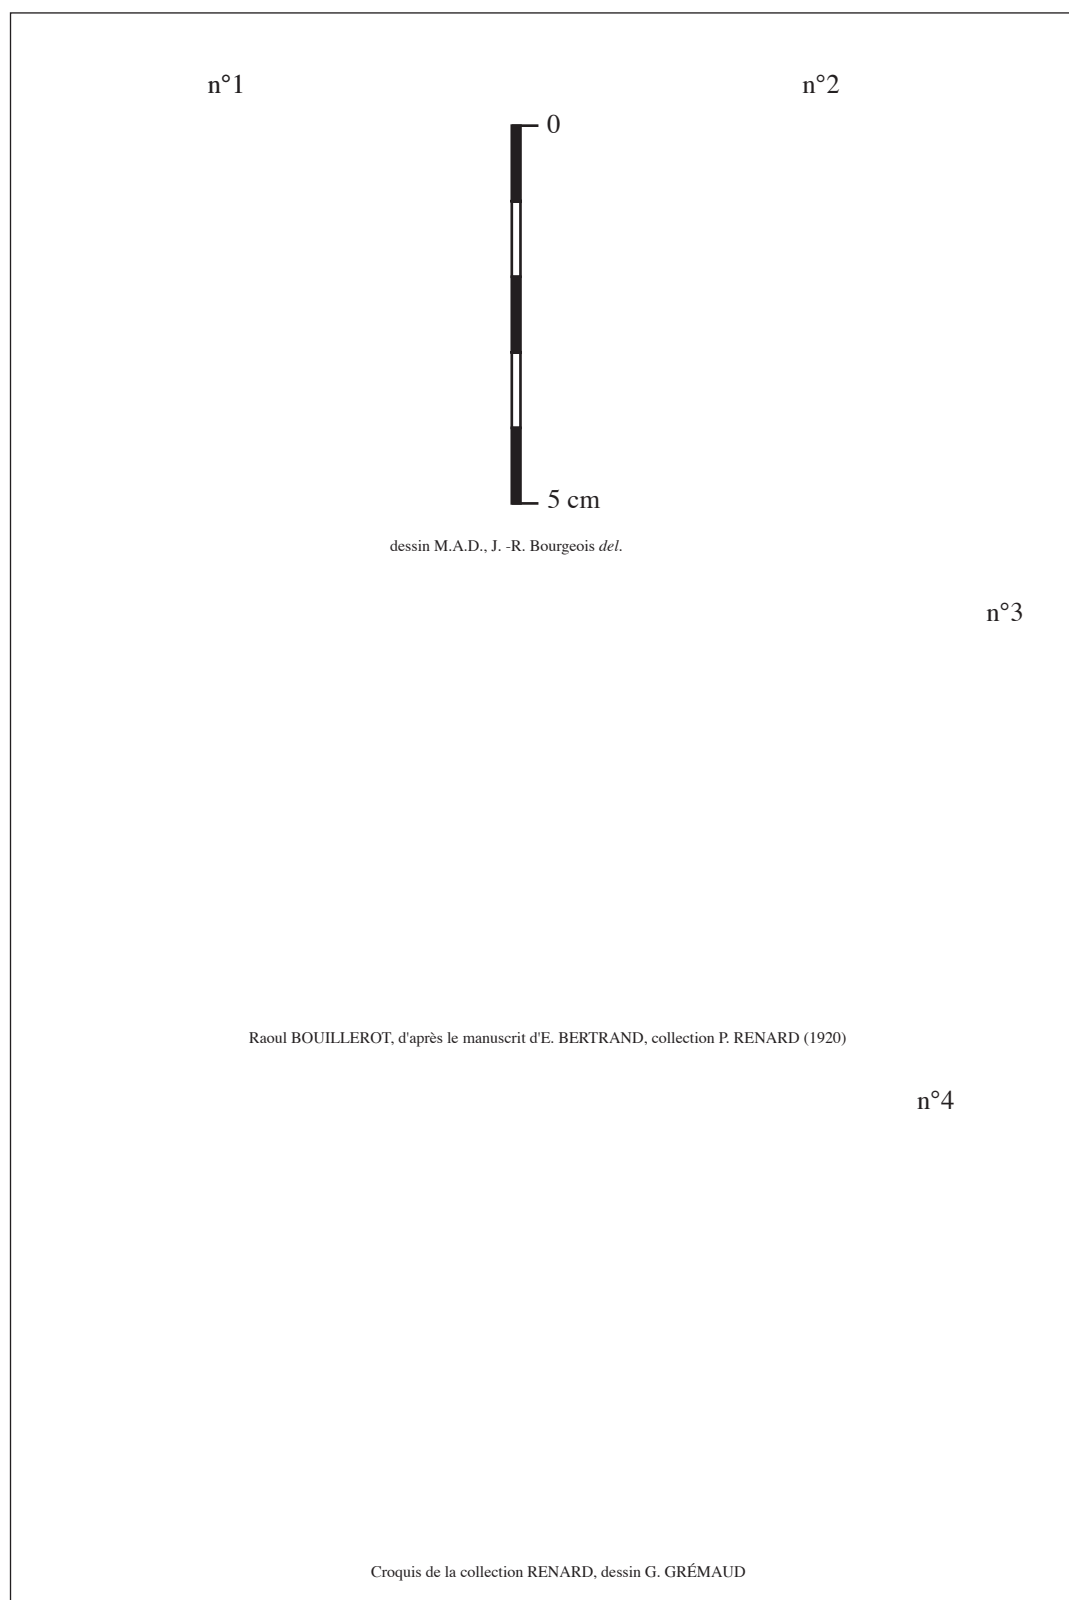 n°1
n°2
0
5 cm
dessin M.A.D., J. -R. Bourgeois del.
n°3
Raoul BOUILLEROT, d'après le manuscrit d'E. BERTRAND, collection P. RENARD (1920)
n°4
Croquis de la collection RENARD, dessin G. GRÉMAUD